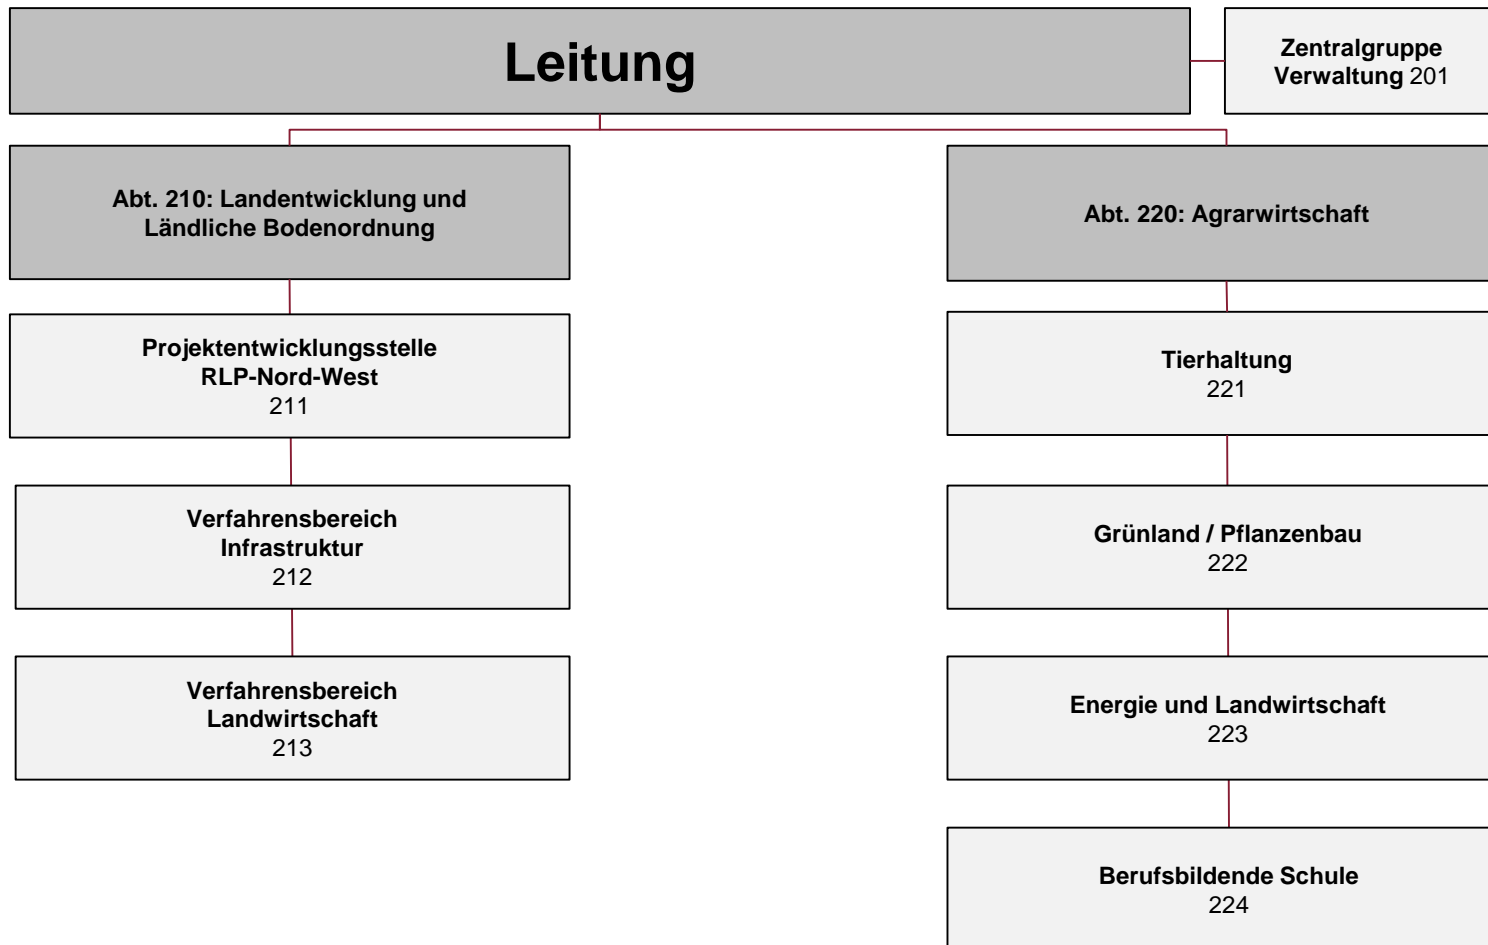 Leitung
Zentralgruppe
Verwaltung 201
Abt. 210: Landentwicklung und
Ländliche Bodenordnung
Abt. 220: Agrarwirtschaft
Projektentwicklungsstelle
RLP-Nord-West
211
Tierhaltung
221
Verfahrensbereich
Infrastruktur
212
Grünland / Pflanzenbau
222
Verfahrensbereich
Landwirtschaft
213
Energie und Landwirtschaft
223
Berufsbildende Schule
224